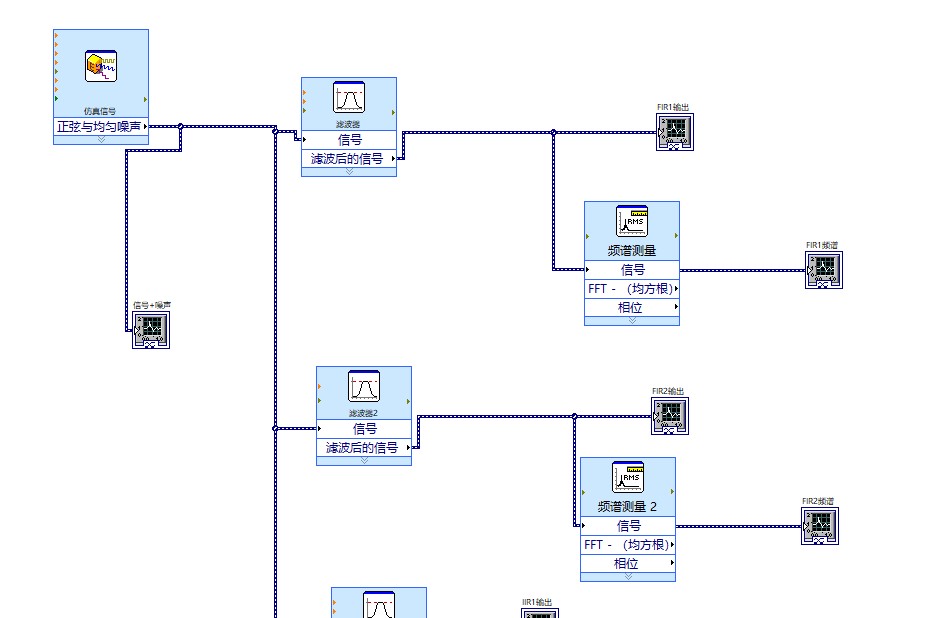 仿真信号
正弦与均匀噪声
信号+噪声
滤波器
信号
滤波后的信号
FIR1输出
RMS
频谱测量
信号
FFT - （均方根）
相位
FIR1频谱
滤波器2
信号
滤波后的信号
FIR2输出
RMS
频谱测量 2
信号
FFT - （均方根）
相位
FIR2频谱
IIR1输出